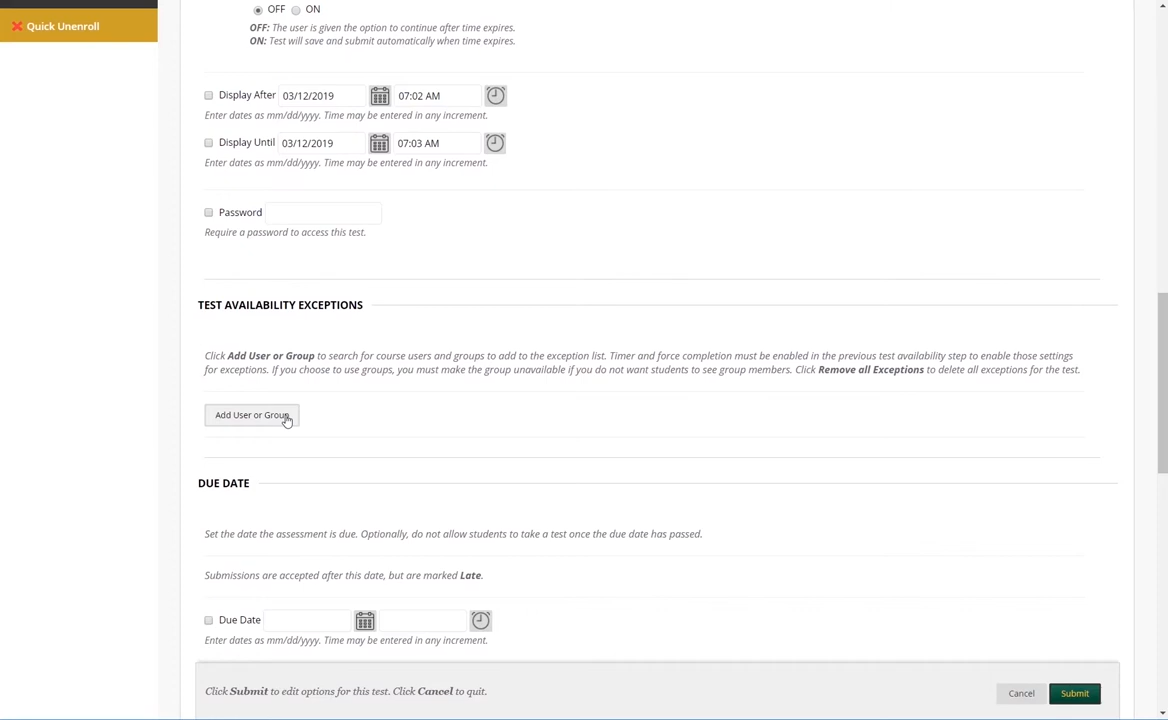 OFF ON
Quick Unenroll
OFF: The user is given the option to continue after time expires.
ON: Test will save and submit automatically when time expires.
Display After 03/12/2019 07:02 AM
Enter dates as mm/dd/yyyy. Time may be entered in any increment.
Display Until 03/12/2019 07:03 AM
Enter dates as mm/dd/yyyy. Time may be entered in any increment.
Password
Require a password to access this test.
TEST AVAILABILITY EXCEPTIONS
Click Add User or Group to search for course users and groups to add to the exception list. Timer and force completion must be enabled in the previous test availability step to enable those settings
for exceptions. If you choose to use groups, you must make the group unavailable if you do not want students to see group members. Click Remove all Exceptions to delete all exceptions for the test.
Add User or Group
DUE DATE
Set the date the assessment is due. Optionally, do not allow students to take a test once the due date has passed.
Submissions are accepted after this date, but are marked Late.
Due Date
Enter dates as mm/dd/yyyy. Time may be entered in any increment.
Click Submit to edit options for this test. Click Cancel to quit.
Cancel Submit